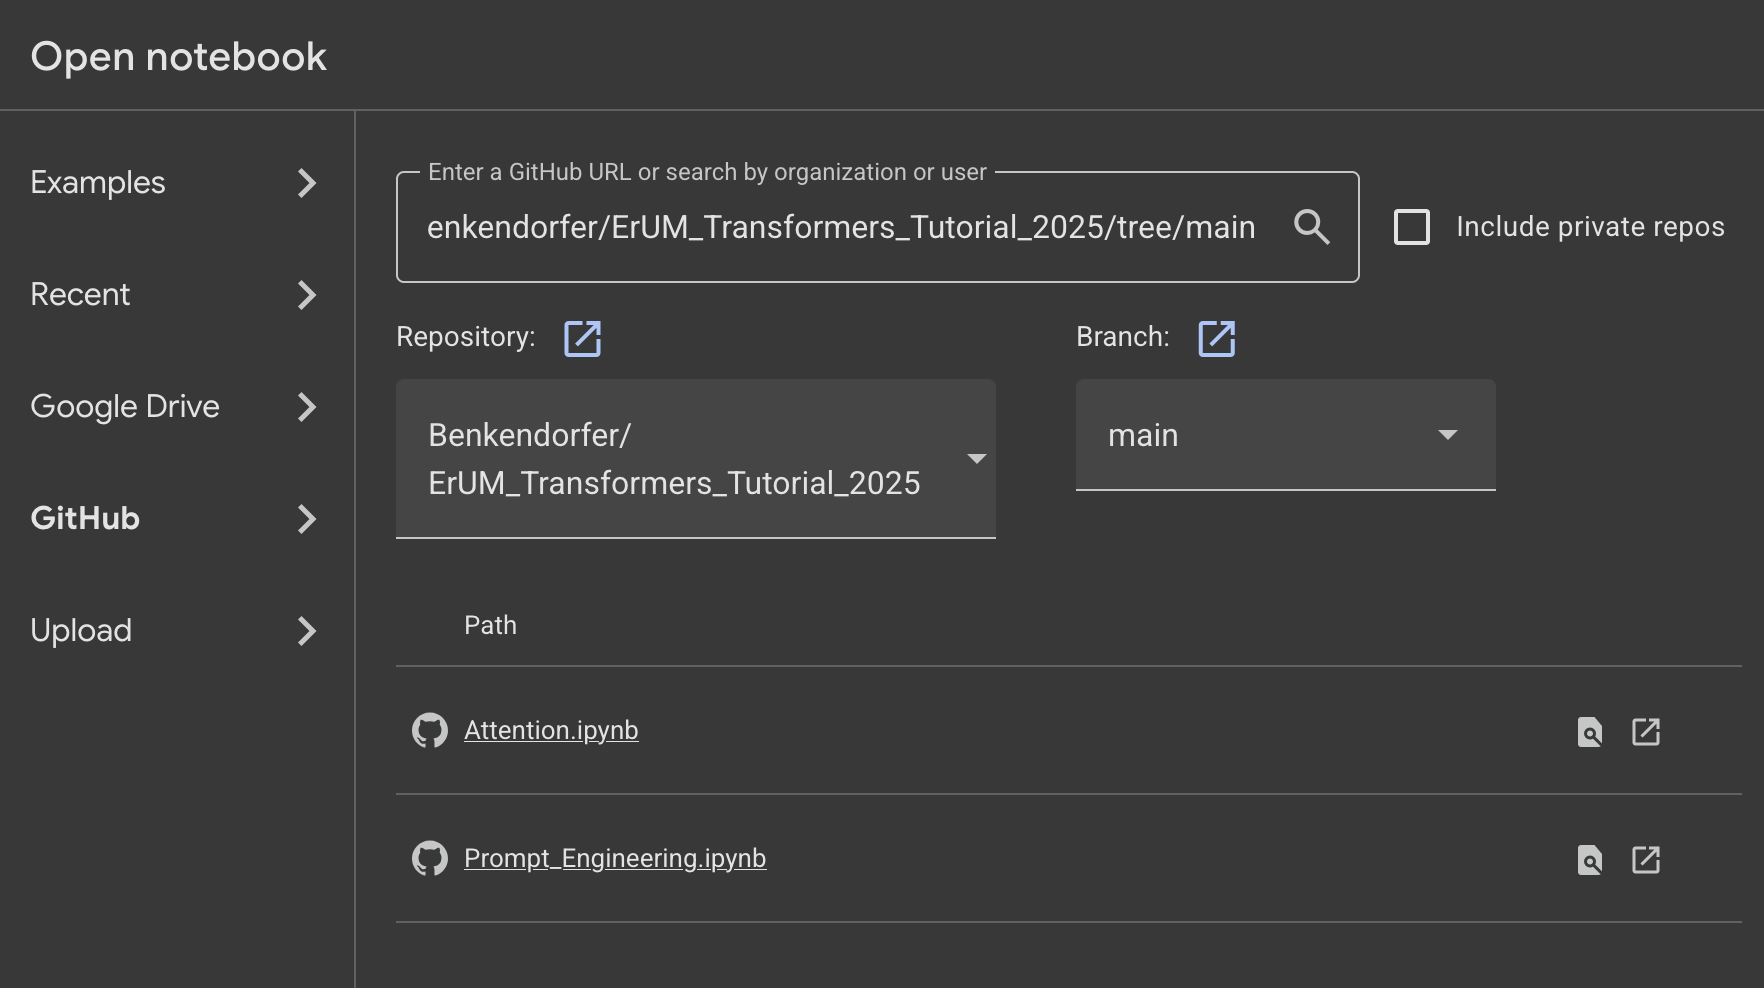 Open notebook
Examples
Recent
Google Drive
GitHub
Upload
Enter a GitHub URL or search by organization or user
enkendorfer/ErUM_Transformers_Tutorial_2025/tree/main
Include private repos
Repository:
Branch:
Benkendorfer/
ErUM_Transformers_Tutorial_2025
main
Path
Attention.ipynb
Prompt_Engineering.ipynb